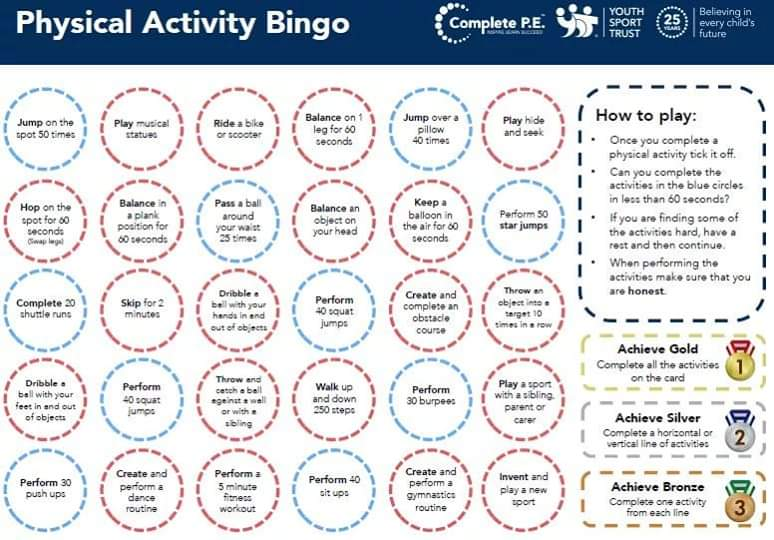 Physical Activity Bingo
Complete P.E.
INSPIRE LEARN SUCCEED
YOUTH
SPORT
TRUST
25
YEARS
Believing in
every child's
future
Jump on the
spot 50 times
Play musical
statues
Ride a bike
or scooter
Balance on 1
leg for 60
seconds
Jump over a
pillow
40 times
Play hide
and seek
Hop on the
spot for 60
seconds
(Swap legs)
Balance in
a plank
position for
60 seconds
Pass a ball
around
your waist
25 times
Balance an
object on
your head
Keep a
balloon in
the air for 60
seconds
Perform 50
star jumps
Complete 20
shuttle runs
Skip for 2
minutes
Dribble a
ball with your
hands in and
out of objects
Perform
40 squat
jumps
Create and
complete an
obstacle
course
Throw an
object into a
target 10
times in a row
Dribble a
ball with your
feet in and out
of objects
Perform
40 squat
jumps
Throw and
catch a ball
against a wall
or with a
sibling
Walk up
and down
250 steps
Perform
30 burpees
Play a sport
with a sibling,
parent or
carer
Perform 30
push ups
Create and
perform a
dance
routine
Perform a
5 minute
fitness
workout
Perform 40
sit ups
Create and
perform a
gymnastics
routine
Invent and
play a new
sport
How to play:
• Once you complete a
physical activity tick it off.
• Can you complete the
activities in the blue circles
in less than 60 seconds?
• If you are finding some of
the activities hard, have a
rest and then continue.
• When performing the
activities make sure that you
are honest.
Achieve Gold
Complete all the activities
on the card
1
Achieve Silver
Complete a horizontal or
vertical line of activities
2
Achieve Bronze
Complete one activity
from each line
3